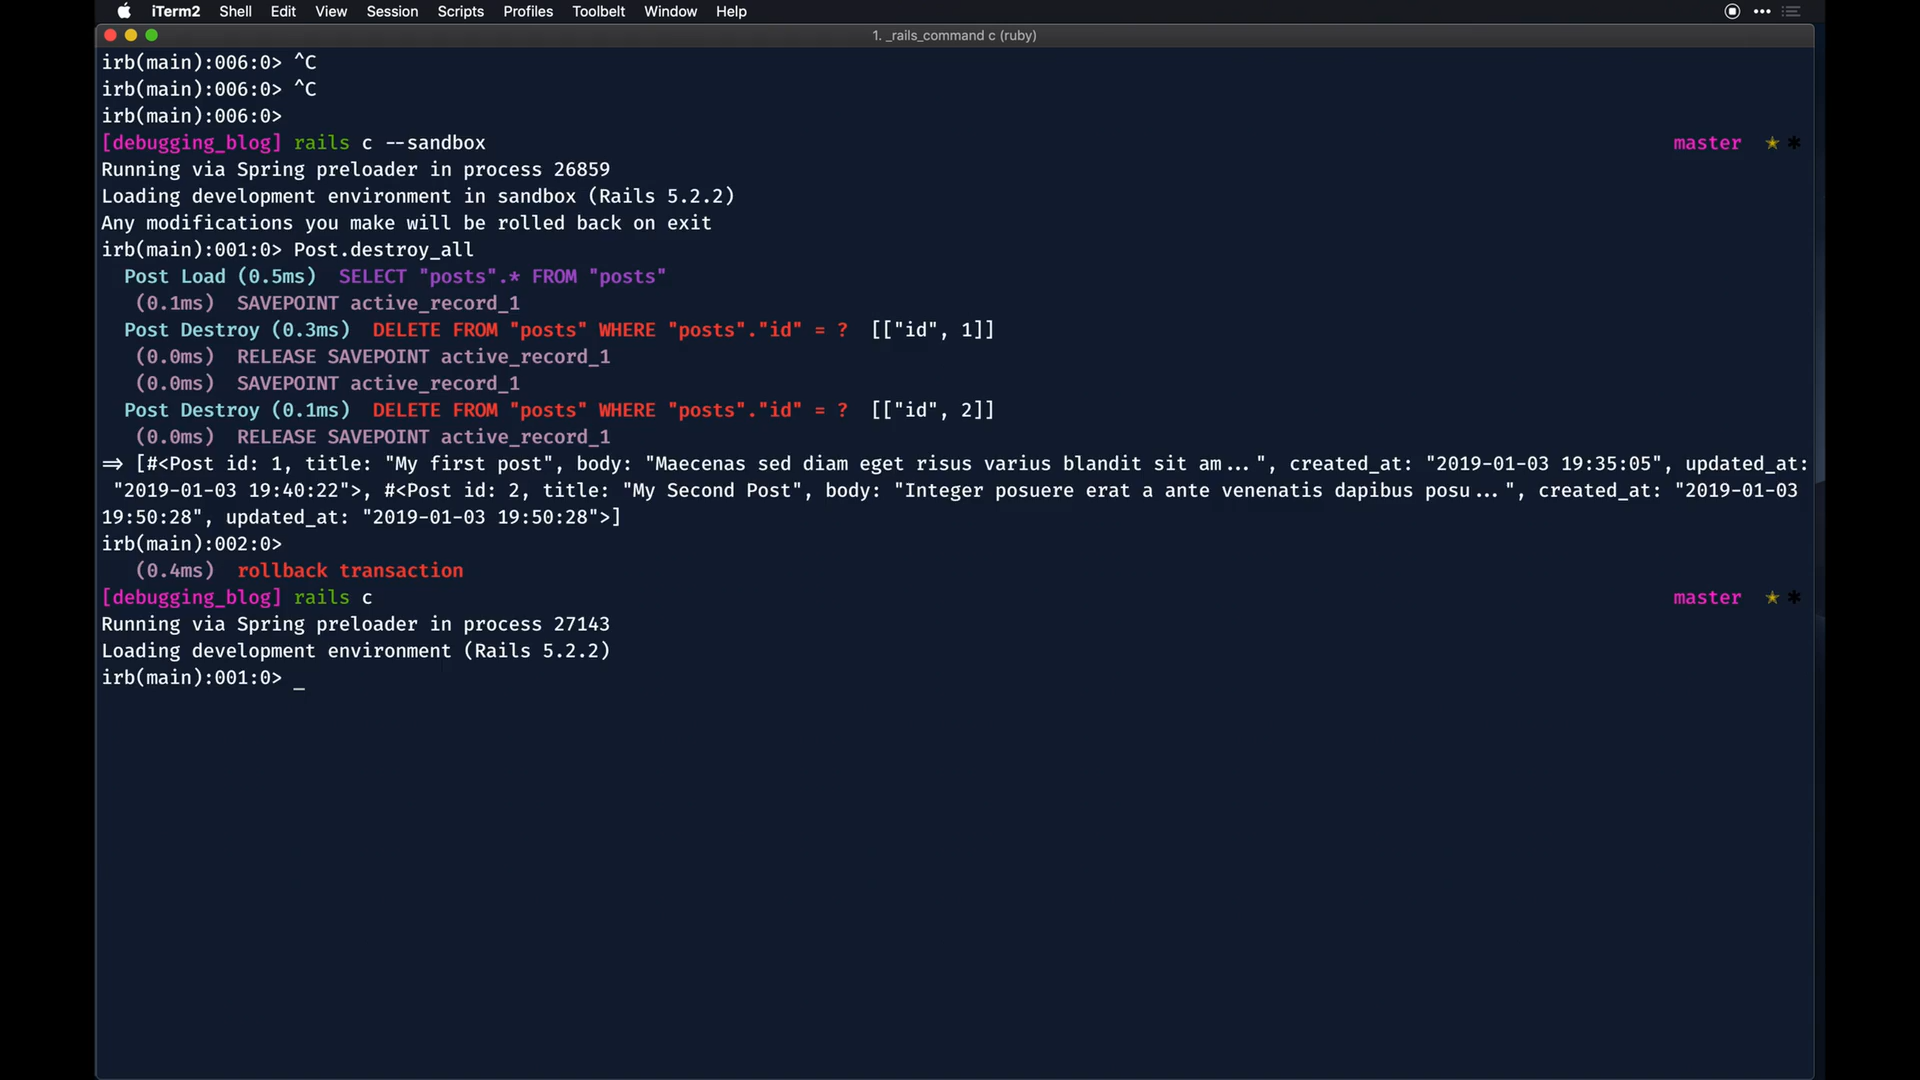 iTerm2 Shell Edit View Session Scripts Profiles Toolbelt Window Help
1. _rails_command c (ruby)
irb(main):006:0> ^C
irb(main):006:0> ^C
irb(main):006:0>
[debugging_blog] rails c --sandbox master ★ *
Running via Spring preloader in process 26859
Loading development environment in sandbox (Rails 5.2.2)
Any modifications you make will be rolled back on exit
irb(main):001:0> Post.destroy_all
Post Load (0.5ms) SELECT "posts".* FROM "posts"
(0.1ms) SAVEPOINT active_record_1
Post Destroy (0.3ms) DELETE FROM "posts" WHERE "posts"."id" = ? [["id", 1]]
(0.0ms) RELEASE SAVEPOINT active_record_1
(0.0ms) SAVEPOINT active_record_1
Post Destroy (0.1ms) DELETE FROM "posts" WHERE "posts"."id" = ? [["id", 2]]
(0.0ms) RELEASE SAVEPOINT active_record_1
=> [#<Post id: 1, title: "My first post", body: "Maecenas sed diam eget risus varius blandit sit am...", created_at: "2019-01-03 19:35:05", updated_at:
"2019-01-03 19:40:22">, #<Post id: 2, title: "My Second Post", body: "Integer posuere erat a ante venenatis dapibus posu...", created_at: "2019-01-03
19:50:28", updated_at: "2019-01-03 19:50:28">]
irb(main):002:0>
(0.4ms) rollback transaction
[debugging_blog] rails c master ★ *
Running via Spring preloader in process 27143
Loading development environment (Rails 5.2.2)
irb(main):001:0> _